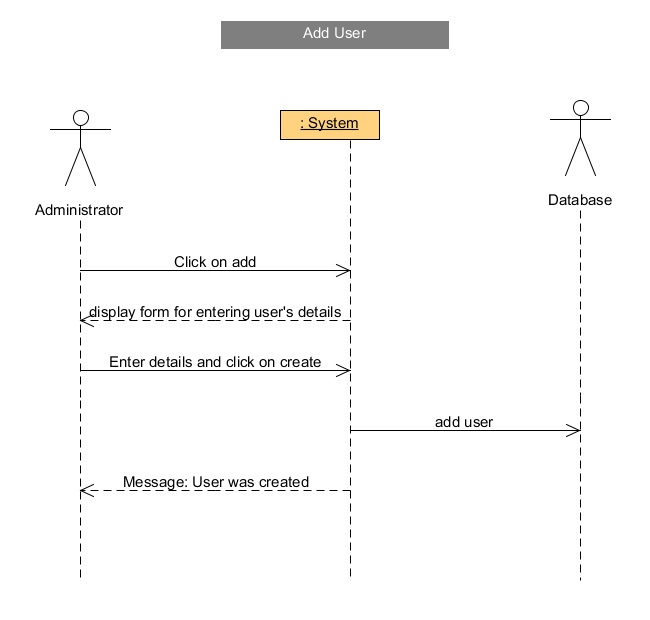 Add User
: System
Administrator
Database
Click on add
display form for entering user's details
Enter details and click on create
add user
Message: User was created